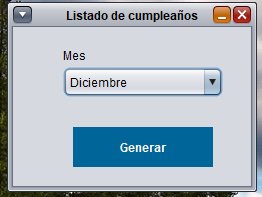 Listado de cumpleaños
Mes
Diciembre
Generar